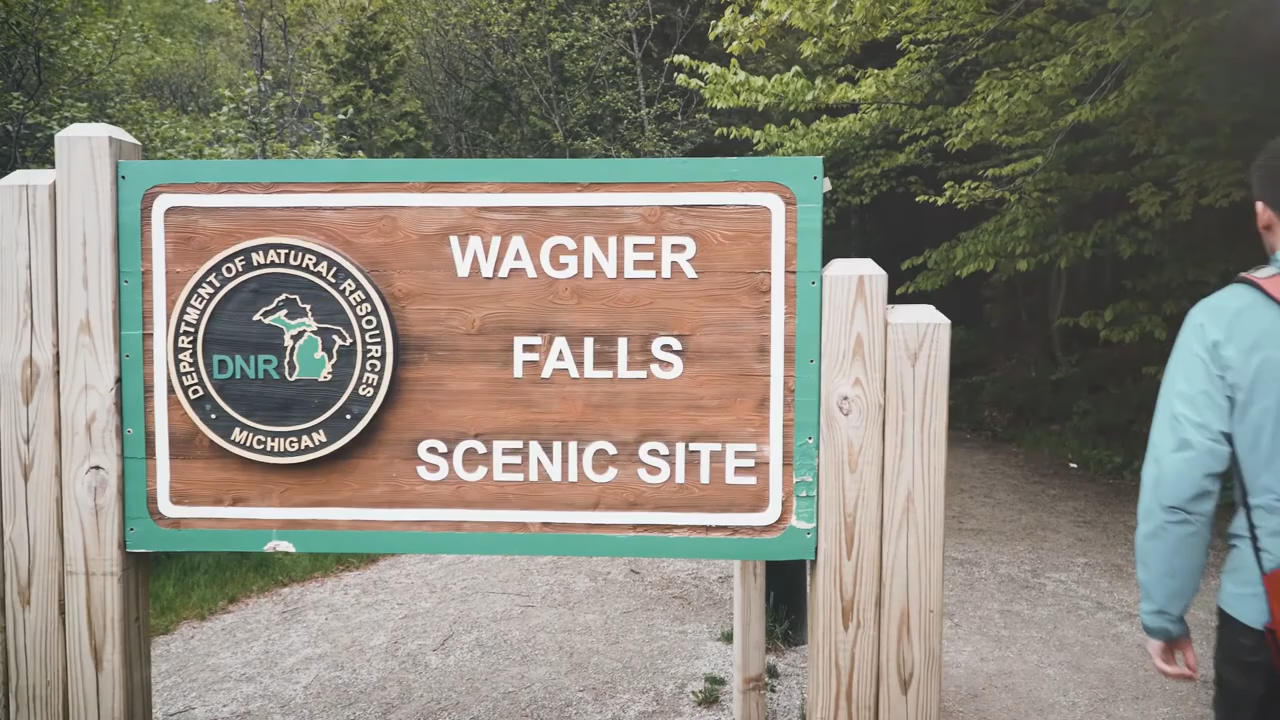 DEPARTMENT OF NATURAL RESOURCES
DNR
MICHIGAN
WAGNER
FALLS
SCENIC SITE